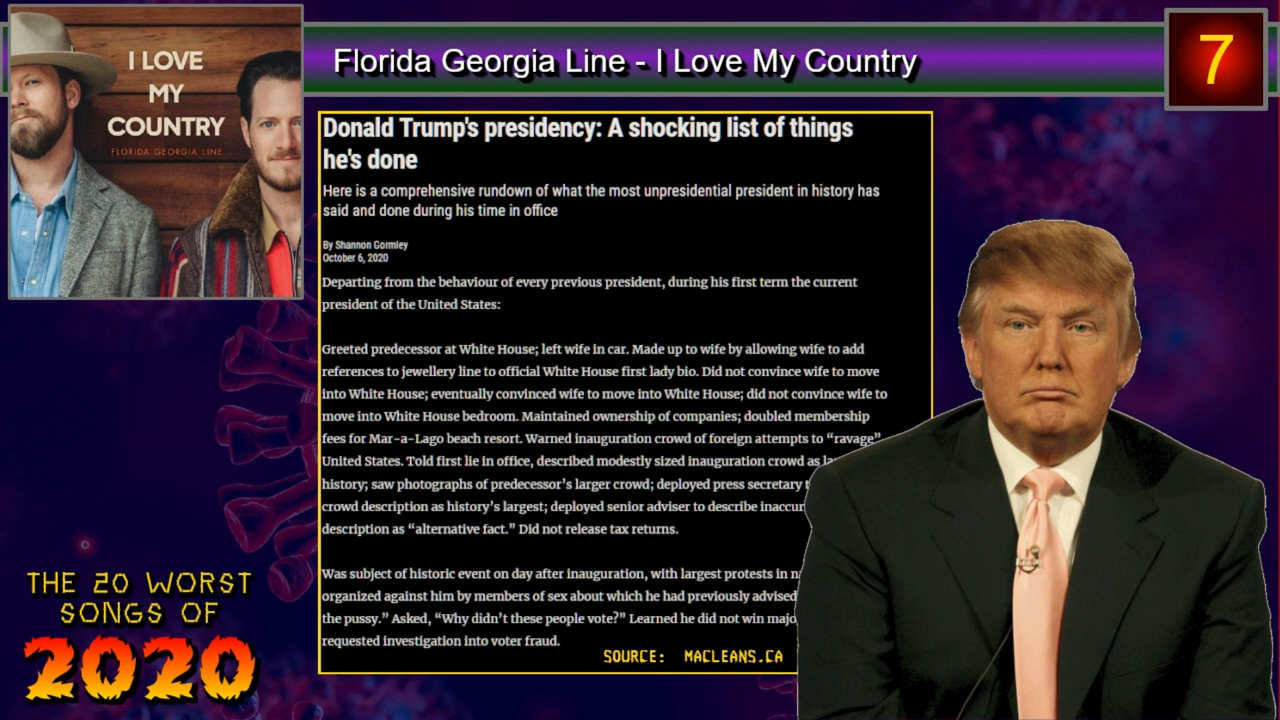 I LOVE
MY
COUNTRY
FLORIDA GEORGIA LINE
Florida Georgia Line - I Love My Country
7
Donald Trump's presidency: A shocking list of things
he's done
Here is a comprehensive rundown of what the most unpresidential president in history has
said and done during his time in office
By Shannon Gormley
October 6, 2020
Departing from the behaviour of every previous president, during his first term the current
president of the United States:
Greeted predecessor at White House; left wife in car. Made up to wife by allowing wife to add
references to jewellery line to official White House first lady bio. Did not convince wife to move
into White House; eventually convinced wife to move into White House; did not convince wife to
move into White House bedroom. Maintained ownership of companies; doubled membership
fees for Mar-a-Lago beach resort. Warned inauguration crowd of foreign attempts to “ravage”
United States. Told first lie in office, described modestly sized inauguration crowd as
history; saw photographs of predecessor’s larger crowd; deployed press secretary
crowd description as history’s largest; deployed senior adviser to describe
description as “alternative fact.” Did not release tax returns.
Was subject of historic event on day after inauguration, with largest protests in
organized against him by members of sex about which he had previously advised
the pussy.” Asked, “Why didn’t these people vote?” Learned he did not win
requested investigation into voter fraud.
SOURCE: MACLEANS.CA
THE 20 WORST
SONGS OF
2020